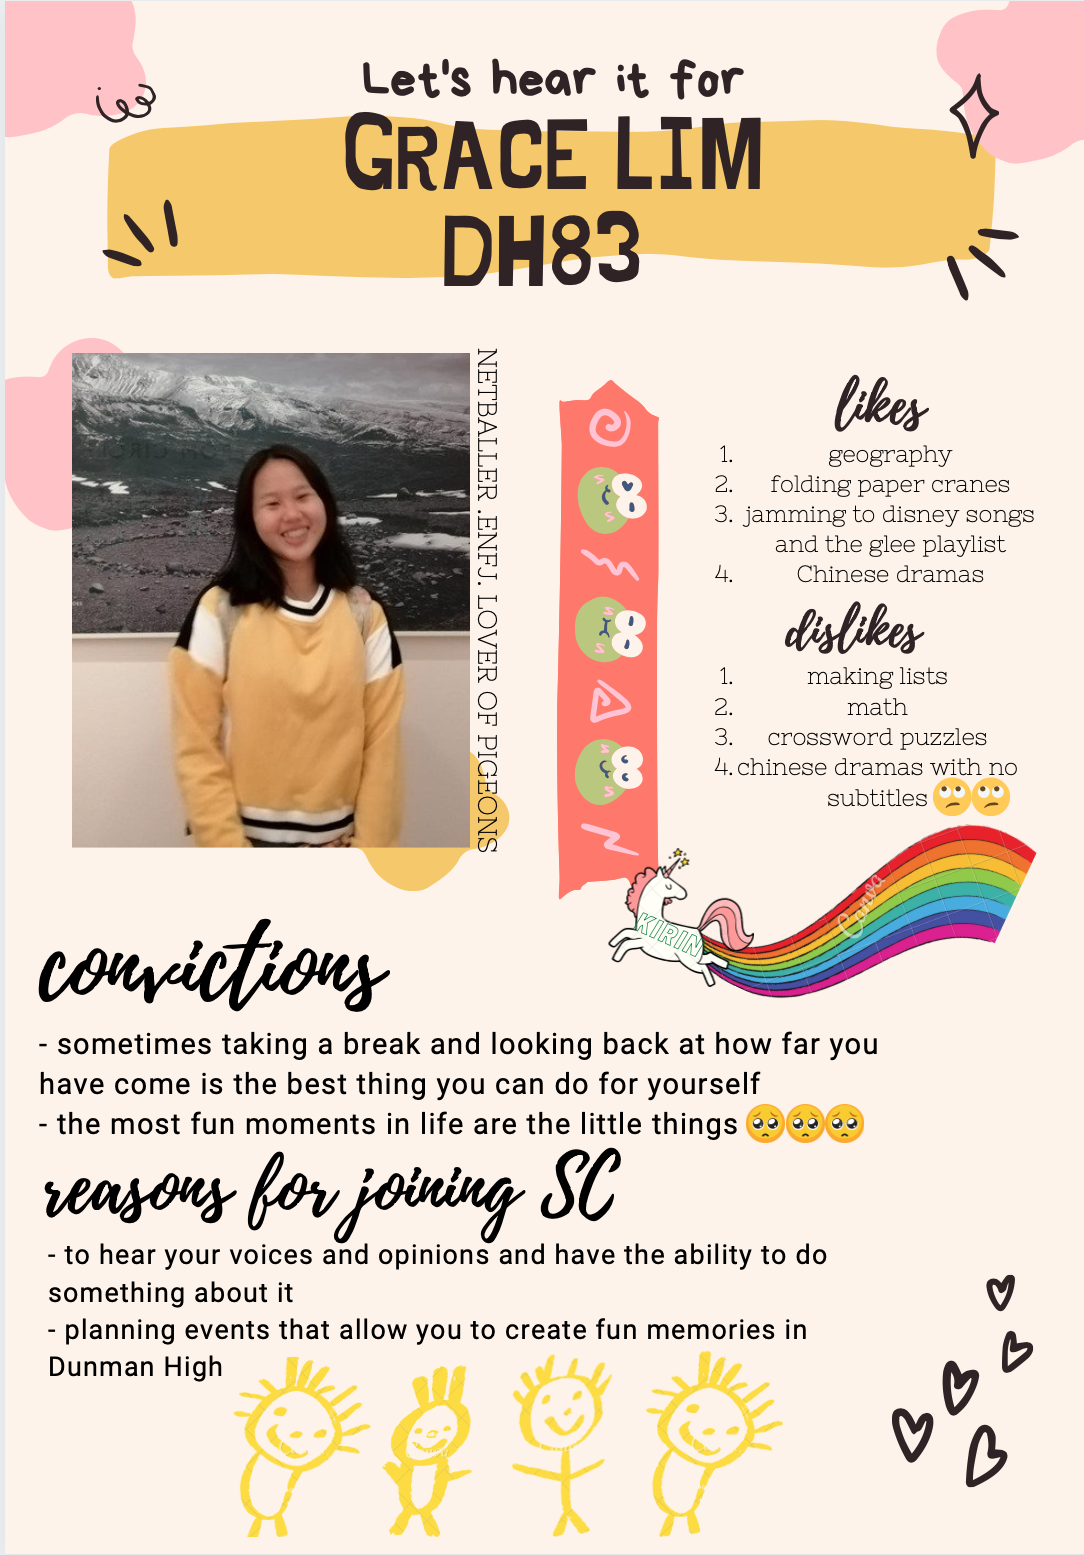 Let's hear it for
GRACE LIM
DH83
NETBALLER .ENFJ. LOVER OF PIGEONS
likes
1. geography
2. folding paper cranes
3. jamming to disney songs
and the glee playlist
4. Chinese dramas
dislikes
1. making lists
2. math
3. crossword puzzles
4. chinese dramas with no
subtitles 🙄🙄
KIRIN
Canva
convictions
- sometimes taking a break and looking back at how far you
have come is the best thing you can do for yourself
- the most fun moments in life are the little things 🥺🥺🥺
reasons for joining SC
- to hear your voices and opinions and have the ability to do
something about it
- planning events that allow you to create fun memories in
Dunman High